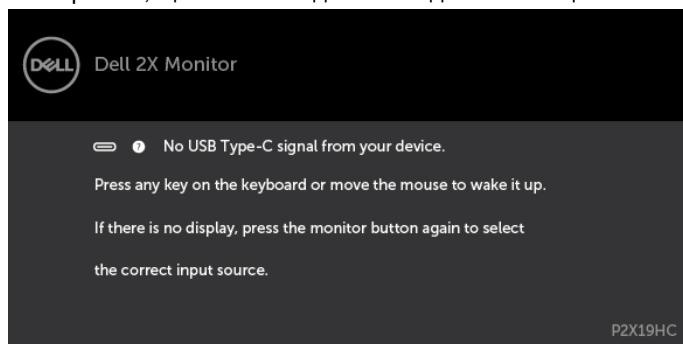 DELL
Dell 2X Monitor
? No USB Type-C signal from your device.
Press any key on the keyboard or move the mouse to wake it up.
If there is no display, press the monitor button again to select
the correct input source.
P2X19HC